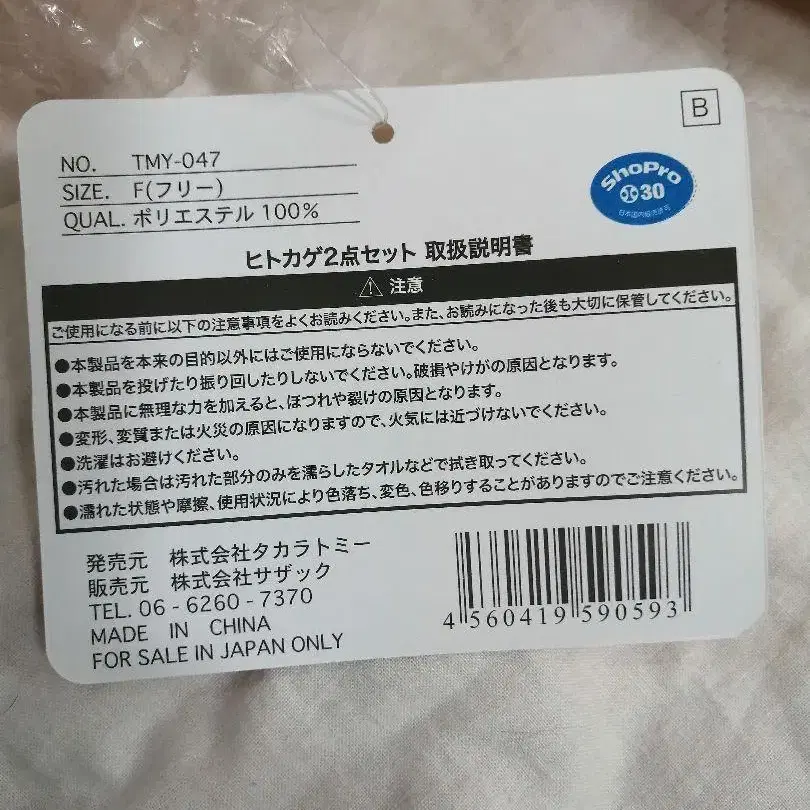 B
NO. TMY-047
SIZE. F(フリー)
QUAL. ポリエステル 100%
ShoPro
30
日本国内販売許可
ヒトカゲ2点セット 取扱説明書
⚠ 注意
ご使用になる前に以下の注意事項をよくお読みください。また、お読みになった後も大切に保管してください。
●本製品を本来の目的以外にはご使用にならないでください。
●本製品を投げたり振り回したりしないでください。破損やけがの原因となります。
●本製品に無理な力を加えると、ほつれや裂けの原因となります。
●変形、変質または火災の原因になりますので、火気には近づけないでください。
●洗濯はお避けください。
●汚れた場合は汚れた部分のみを濡らしたタオルなどで拭き取ってください。
●濡れた状態や摩擦、使用状況により色落ち、変色、色移りすることがありますのでご注意ください。
発売元 株式会社タカラトミー
販売元 株式会社サザック
TEL. 06 - 6260 - 7370
MADE IN CHINA
FOR SALE IN JAPAN ONLY
4 560419 590593